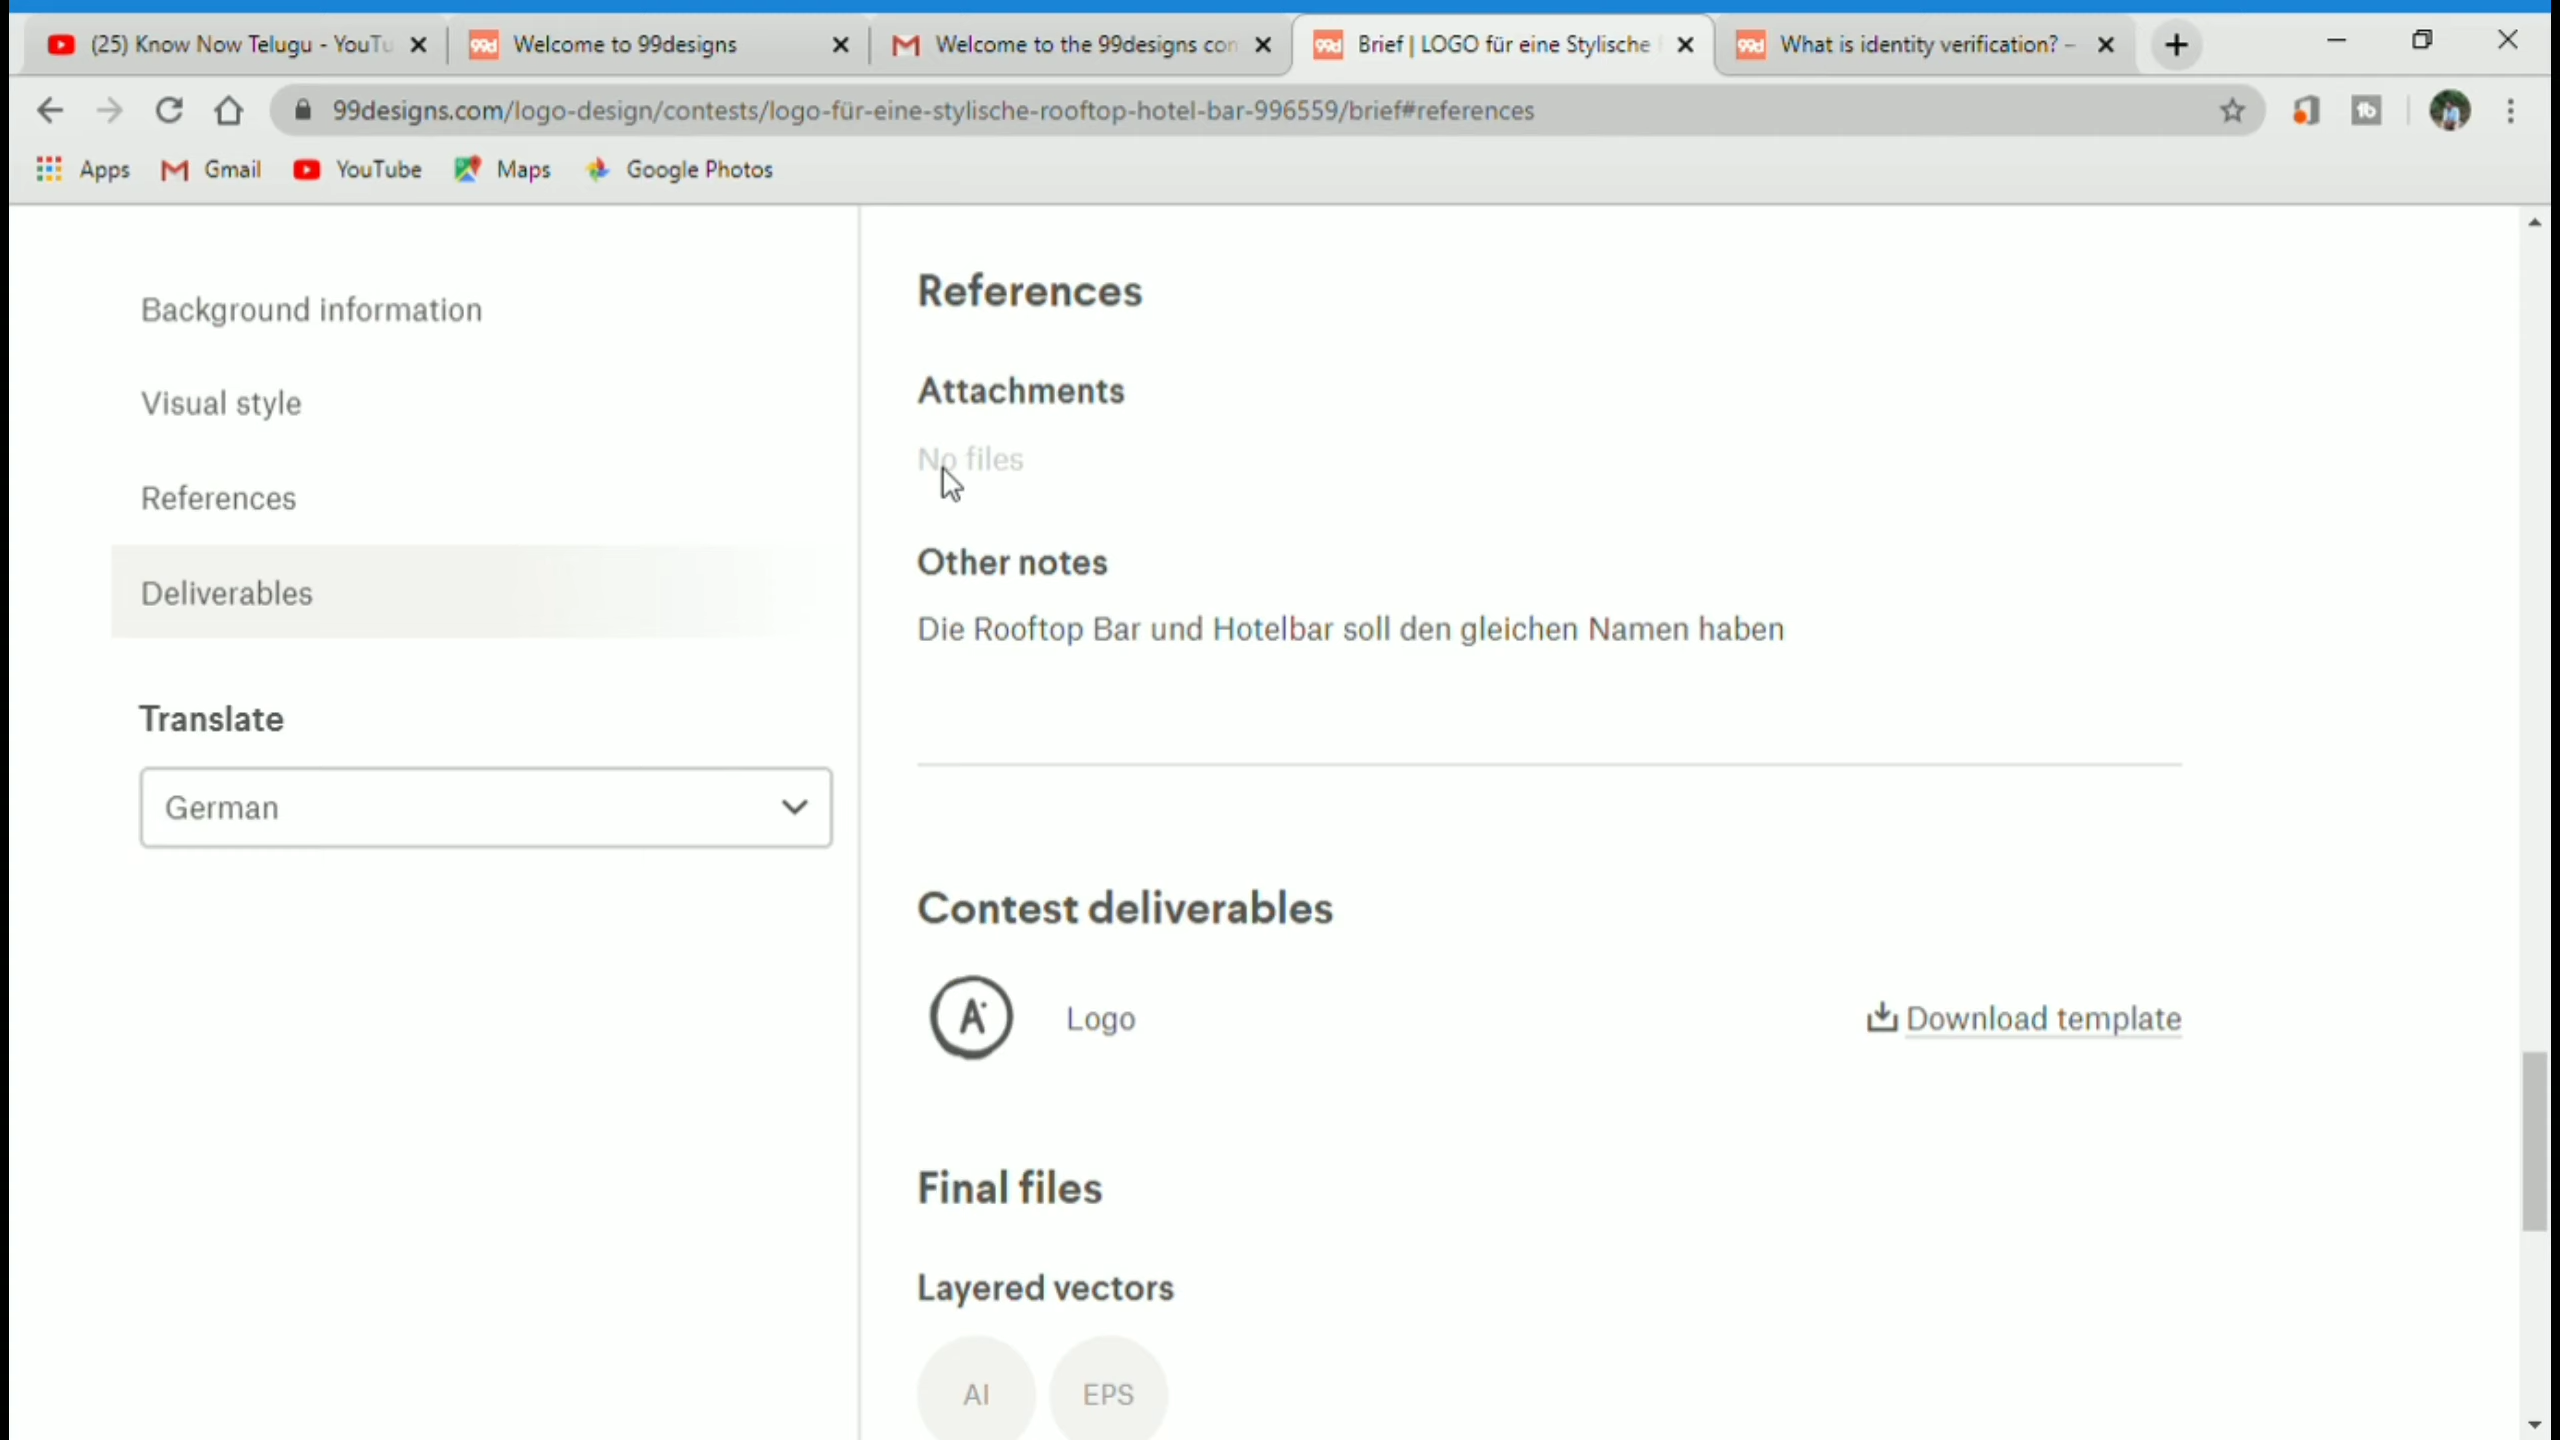 (25) Know Now Telugu - YouTu
Welcome to 99designs
Welcome to the 99designs con
Brief | LOGO für eine Stylische
What is identity verification? –
99designs.com/logo-design/contests/logo-für-eine-stylische-rooftop-hotel-bar-996559/brief#references
Apps
Gmail
YouTube
Maps
Google Photos
Background information
Visual style
References
Deliverables
Translate
German
References
Attachments
No files
Other notes
Die Rooftop Bar und Hotelbar soll den gleichen Namen haben
Contest deliverables
A
Logo
Download template
Final files
Layered vectors
AI
EPS